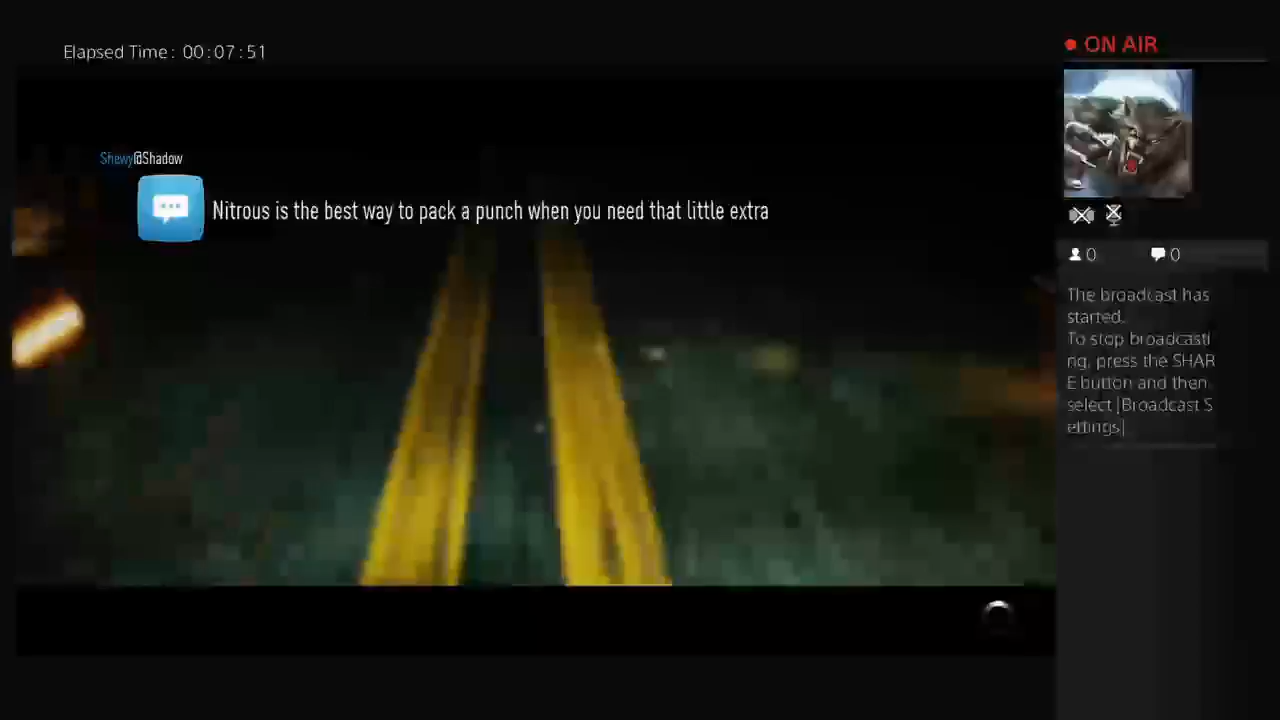 Elapsed Time: 00:07:51
ON AIR
Shewy@Shadow
Nitrous is the best way to pack a punch when you need that little extra
0 0
The broadcast has
started.
To stop broadcasti
ng, press the SHAR
E button and then
select [Broadcast S
ettings]